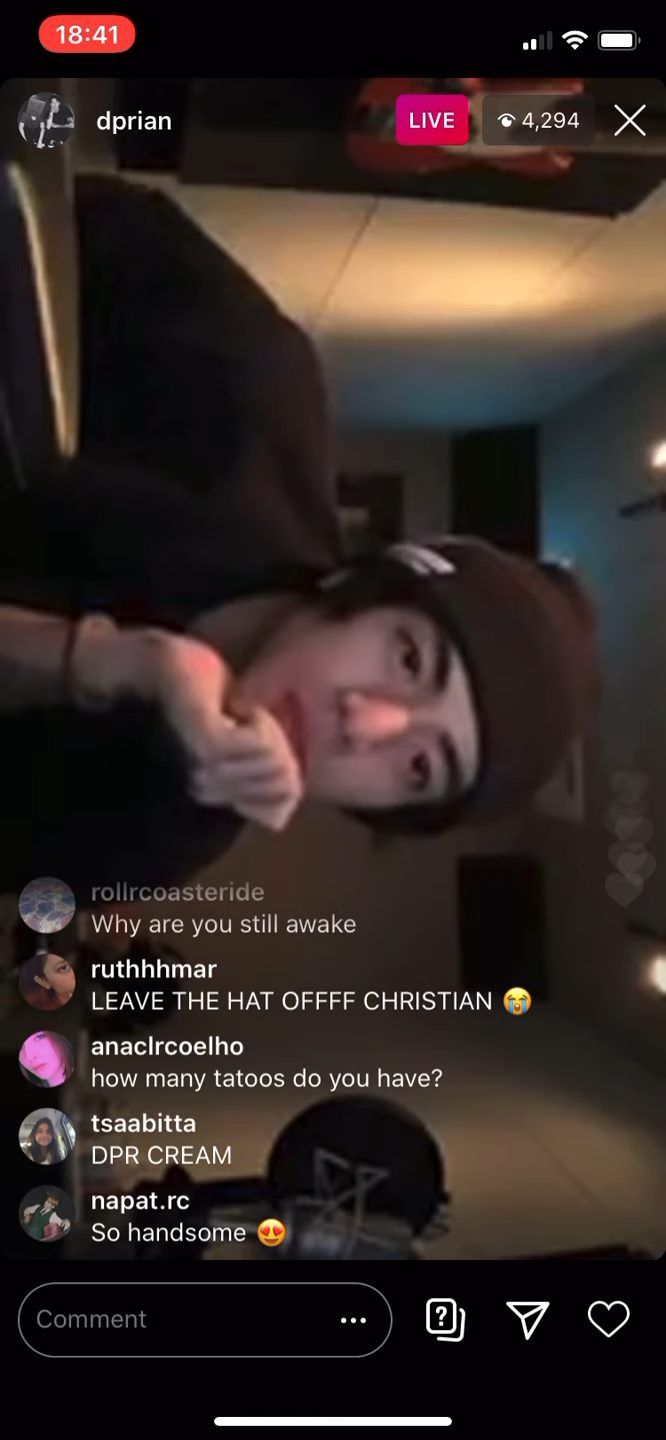 18:41
dprian
LIVE
4,294
rollrcoasteride
Why are you still awake
ruthhhmar
LEAVE THE HAT OFFFF CHRISTIAN 😭
anaclrcoelho
how many tatoos do you have?
tsaabitta
DPR CREAM
napat.rc
So handsome 😍
Comment